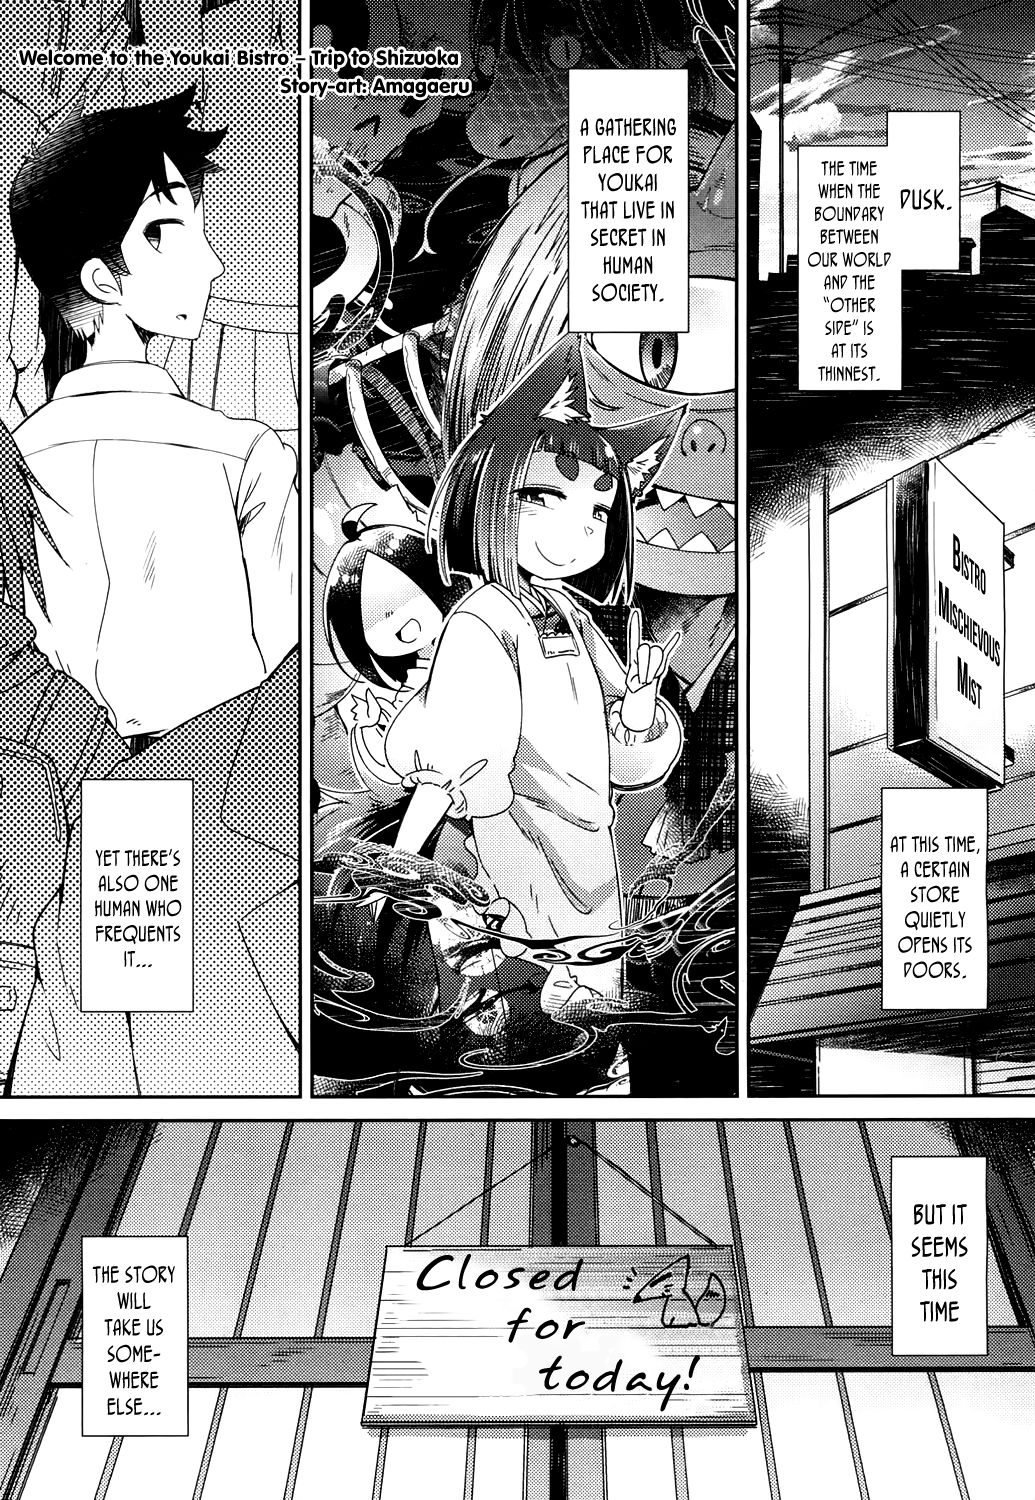 Welcome to the Youkai Bistro – Trip to Shizuoka
Story-art: Amagaeru
DUSK.
THE TIME
WHEN THE
BOUNDARY
BETWEEN
OUR WORLD
AND THE
"OTHER
SIDE" IS
AT ITS
THINNEST.
BISTRO
MISCHIEVOUS
MIST
AT THIS TIME,
A CERTAIN
STORE
QUIETLY
OPENS ITS
DOORS.
A GATHERING
PLACE FOR
YOUKAI
THAT LIVE IN
SECRET IN
HUMAN
SOCIETY.
YET THERE'S
ALSO ONE
HUMAN WHO
FREQUENTS
IT...
BUT IT
SEEMS
THIS
TIME
Closed
for
today!
THE STORY
WILL
TAKE US
SOME-
WHERE
ELSE...